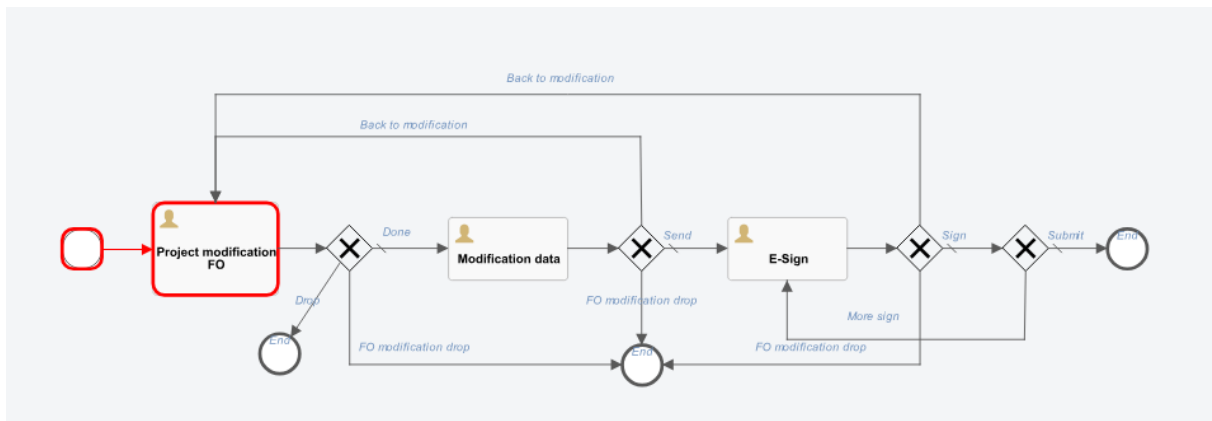 Back to modification
Back to modification
Project modification
FO
Done
Modification data
Send
E-Sign
Sign
Submit
End
Drop
End
FO modification drop
FO modification drop
End
More sign
FO modification drop